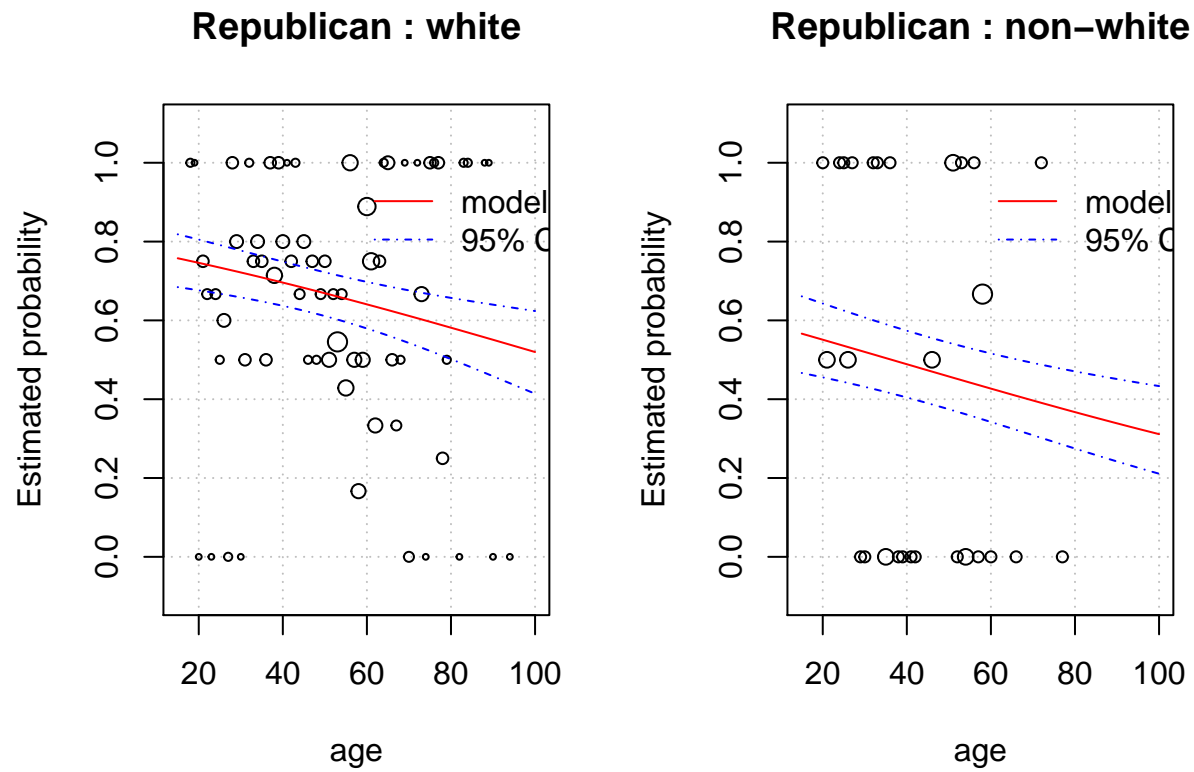 Republican : white
Estimated probability
1.0
0.8
0.6
0.4
0.2
0.0
model
95% C
20 40 60 80 100
age
Republican : non−white
Estimated probability
1.0
0.8
0.6
0.4
0.2
0.0
model
95% C
20 40 60 80 100
age